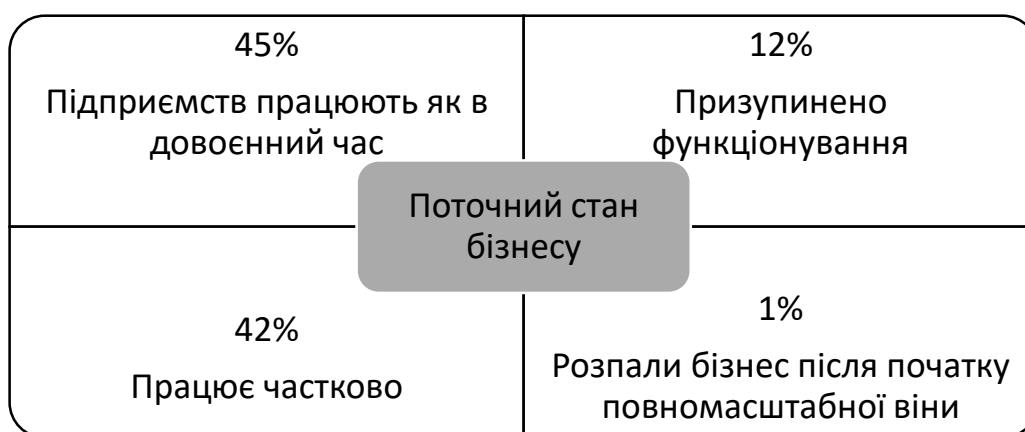 45%
Підприємств працюють як в
довоєнний час
12%
Призупинено
функціонування
Поточний стан
бізнесу
42%
Працює частково
1%
Розпали бізнес після початку
повномасштабної віни